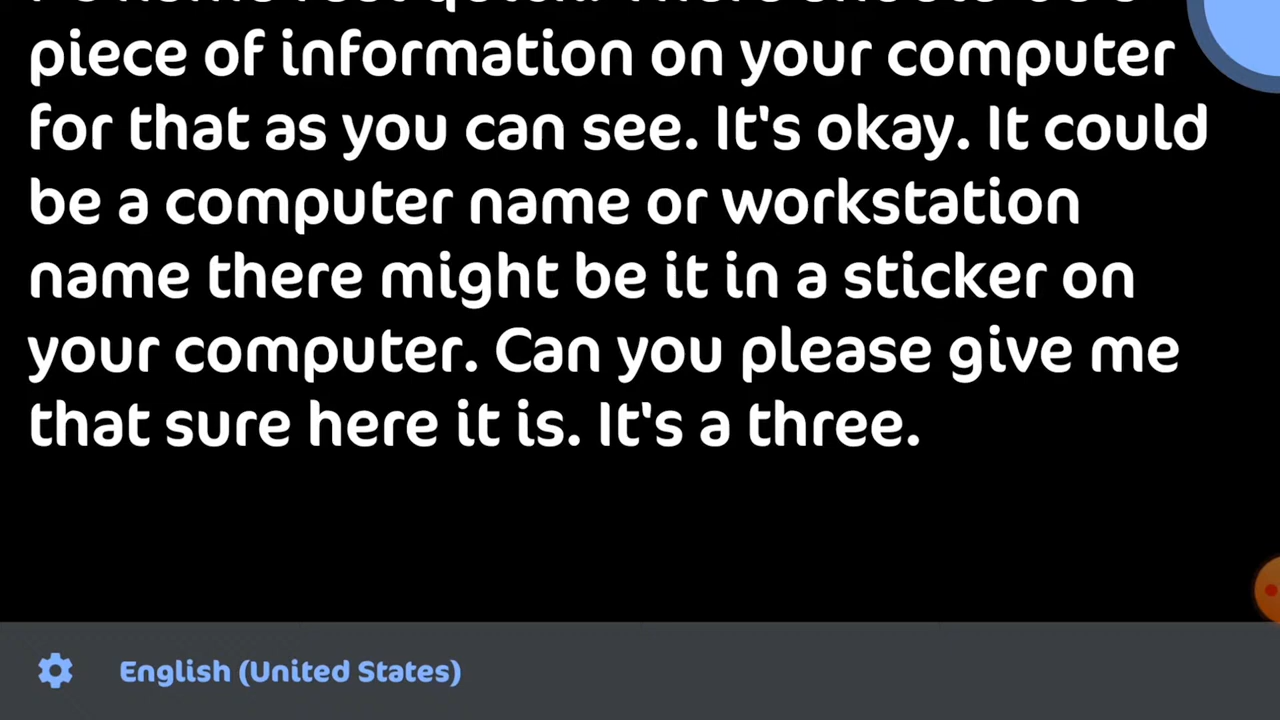 piece of information on your computer
for that as you can see. It's okay. It could
be a computer name or workstation
name there might be it in a sticker on
your computer. Can you please give me
that sure here it is. It's a three.
English (United States)